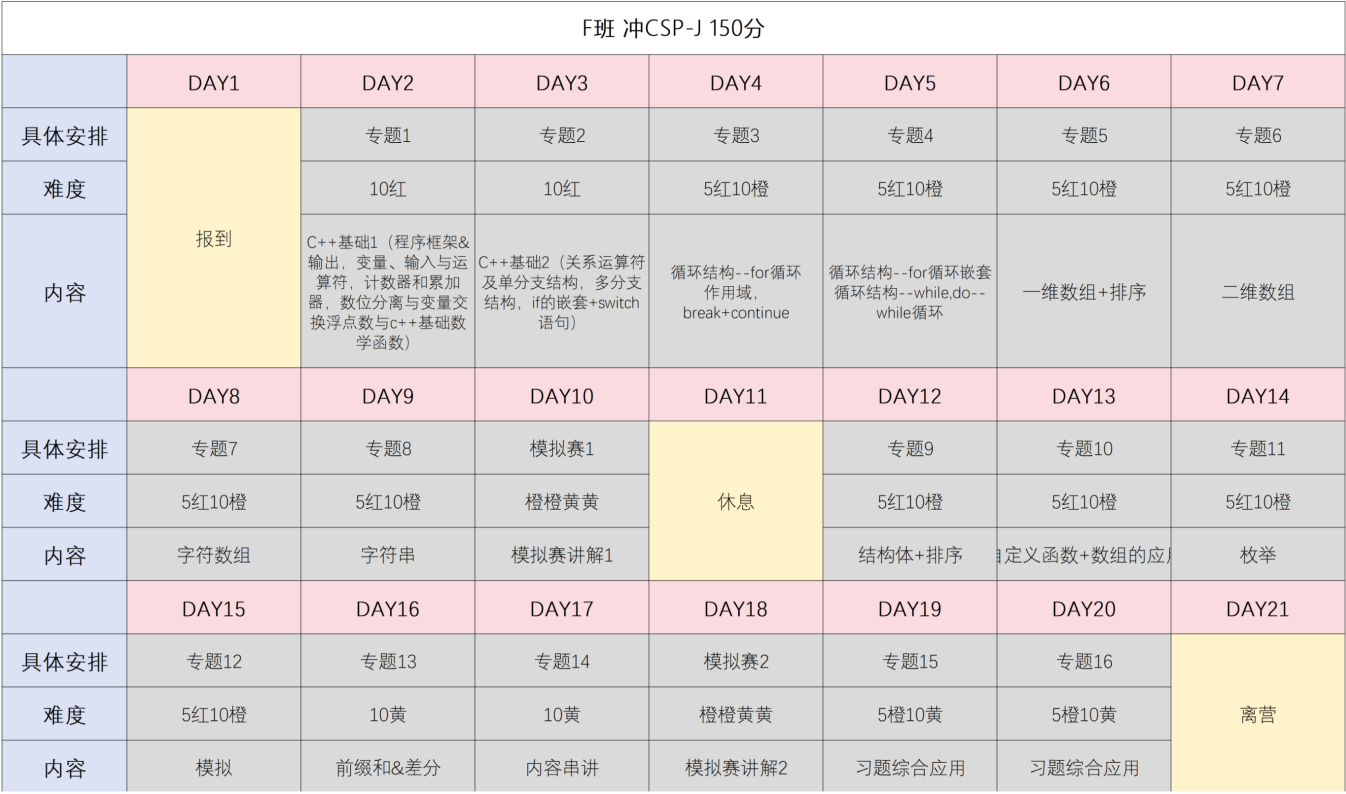 F班 冲CSP-J 150分
DAY1 DAY2 DAY3 DAY4 DAY5 DAY6 DAY7
具体安排 专题1 专题2 专题3 专题4 专题5 专题6
难度 10红 10红 5红10橙 5红10橙 5红10橙 5红10橙
报到
内容
C++基础1（程序框架&
输出，变量、输入与运
算符，计数器和累加
器，数位分离与变量交
换浮点数与c++基础数
学函数）
C++基础2（关系运算符
及单分支结构，多分支
结构，if的嵌套+switch
语句）
循环结构--for循环
作用域，
break+continue
循环结构--for循环嵌套
循环结构--while,do--
while循环
一维数组+排序
二维数组
DAY8 DAY9 DAY10 DAY11 DAY12 DAY13 DAY14
具体安排 专题7 专题8 模拟赛1 专题9 专题10 专题11
难度 5红10橙 5红10橙 橙橙黄黄 休息 5红10橙 5红10橙 5红10橙
内容 字符数组 字符串 模拟赛讲解1 结构体+排序 定义函数+数组的应 枚举
DAY15 DAY16 DAY17 DAY18 DAY19 DAY20 DAY21
具体安排 专题12 专题13 专题14 模拟赛2 专题15 专题16
难度 5红10橙 10黄 10黄 橙橙黄黄 5橙10黄 5橙10黄 离营
内容 模拟 前缀和&差分 内容串讲 模拟赛讲解2 习题综合应用 习题综合应用